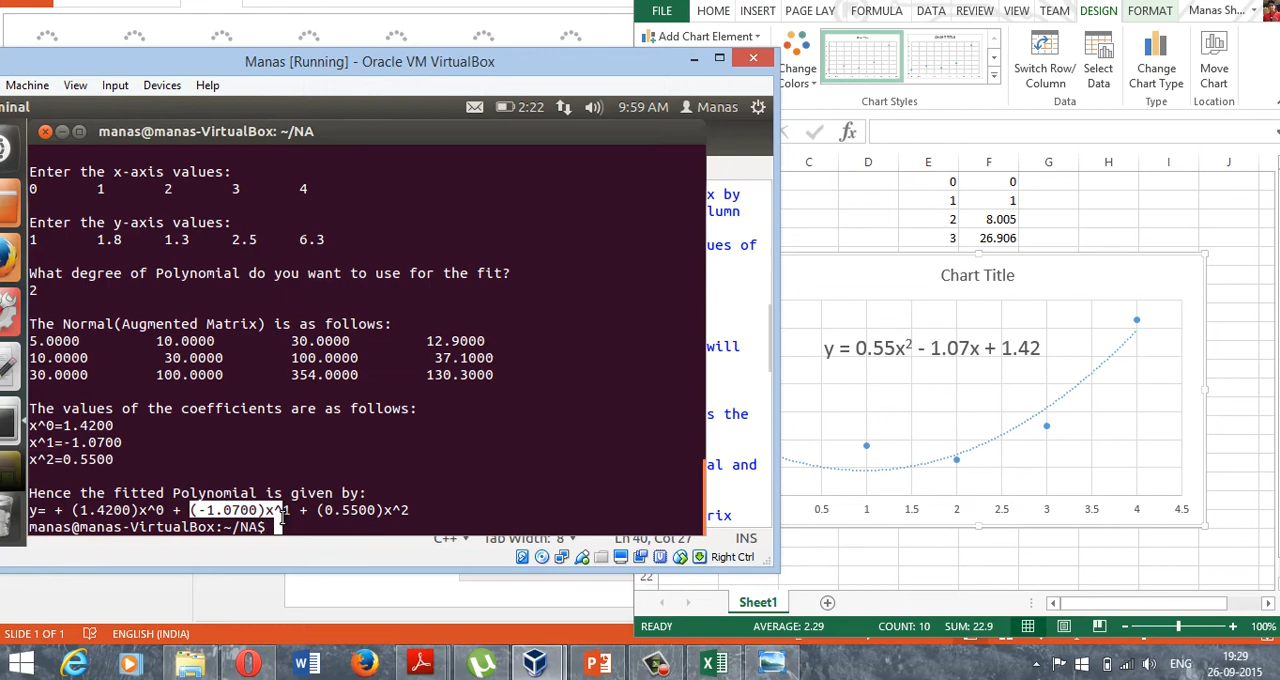 FILE HOME INSERT PAGE LAY FORMULA DATA REVIEW VIEW TEAM DESIGN FORMAT Manas Sh...
Add Chart Element
Change Colors
Switch Row/ Column
Select Data
Change Chart Type
Move Chart
Chart Styles Data Type Location
Manas [Running] - Oracle VM VirtualBox
Machine View Input Devices Help
minal 2:22 9:59 AM Manas
manas@manas-VirtualBox: ~/NA
Enter the x-axis values:
0 1 2 3 4
Enter the y-axis values:
1 1.8 1.3 2.5 6.3
What degree of Polynomial do you want to use for the fit?
2
The Normal(Augmented Matrix) is as follows:
5.0000 10.0000 30.0000 12.9000
10.0000 30.0000 100.0000 37.1000
30.0000 100.0000 354.0000 130.3000
The values of the coefficients are as follows:
x^0=1.4200
x^1=-1.0700
x^2=0.5500
Hence the fitted Polynomial is given by:
y= + (1.4200)x^0 + (-1.0700)x^1 + (0.5500)x^2
manas@manas-VirtualBox:~/NA$
x by
lumn
ues of
will
s the
al and
rix
C++ Tab Width: 8 Ln 40, Col 27 INS
Right Ctrl
fx
C D E F G H I J
0 0
1 1
2 8.005
3 26.906
Chart Title
y = 0.55x² - 1.07x + 1.42
0.5 1 1.5 2 2.5 3 3.5 4 4.5
22
Sheet1
READY AVERAGE: 2.29 COUNT: 10 SUM: 22.9 100%
SLIDE 1 OF 1 ENGLISH (INDIA)
ENG
19:29
26-09-2015